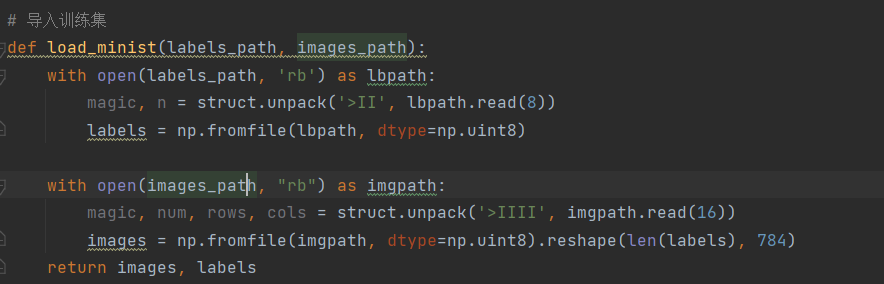 # 导入训练集
def load_minist(labels_path, images_path):
    with open(labels_path, 'rb') as lbpath:
        magic, n = struct.unpack('>II', lbpath.read(8))
        labels = np.fromfile(lbpath, dtype=np.uint8)
    with open(images_path, "rb") as imgpath:
        magic, num, rows, cols = struct.unpack('>IIII', imgpath.read(16))
        images = np.fromfile(imgpath, dtype=np.uint8).reshape(len(labels), 784)
    return images, labels